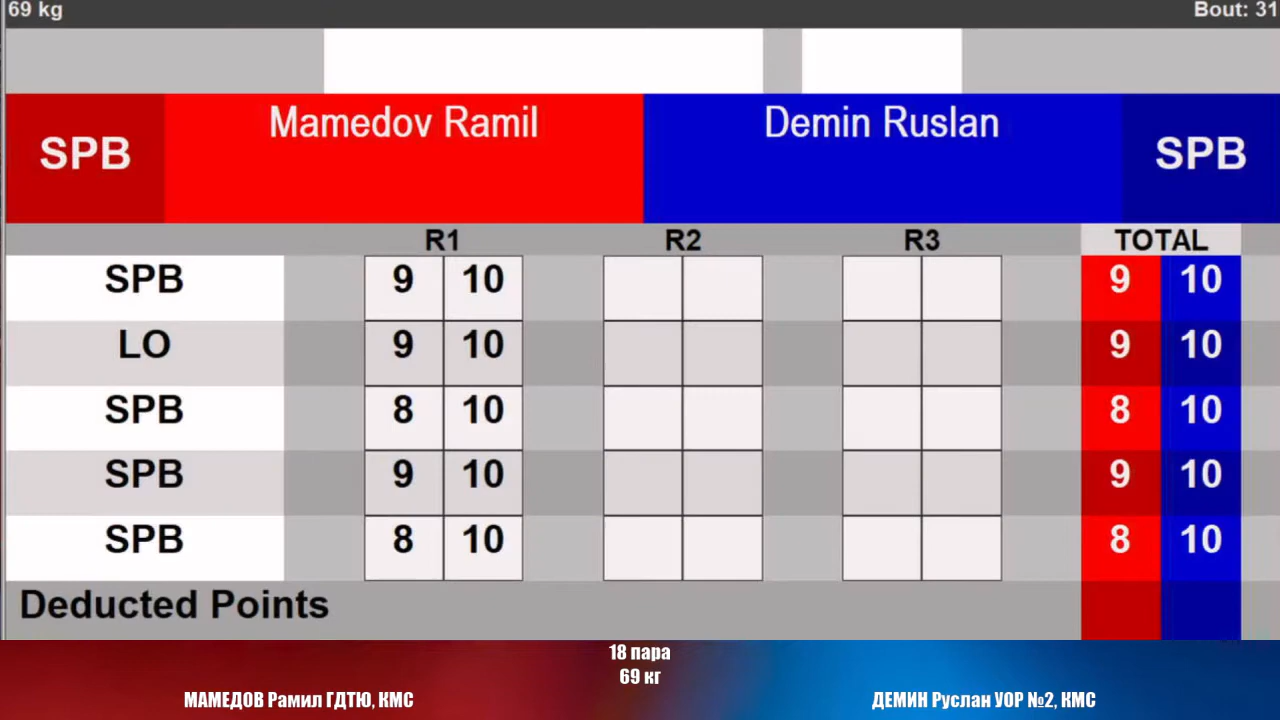 69 kg Bout: 31
SPB Mamedov Ramil Demin Ruslan SPB
R1 R2 R3 TOTAL
SPB 9 10 9 10
LO 9 10 9 10
SPB 8 10 8 10
SPB 9 10 9 10
SPB 8 10 8 10
Deducted Points
18 пара
69 кг
МАМЕДОВ Рамил ГДТЮ, КМС ДЕМИН Руслан УОР №2, КМС